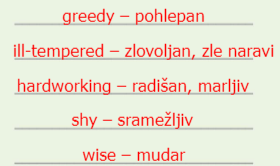 greedy – pohlepan
ill-tempered – zlovoljan, zle naravi
hardworking – radišan, marljiv
shy – sramežljiv
wise – mudar